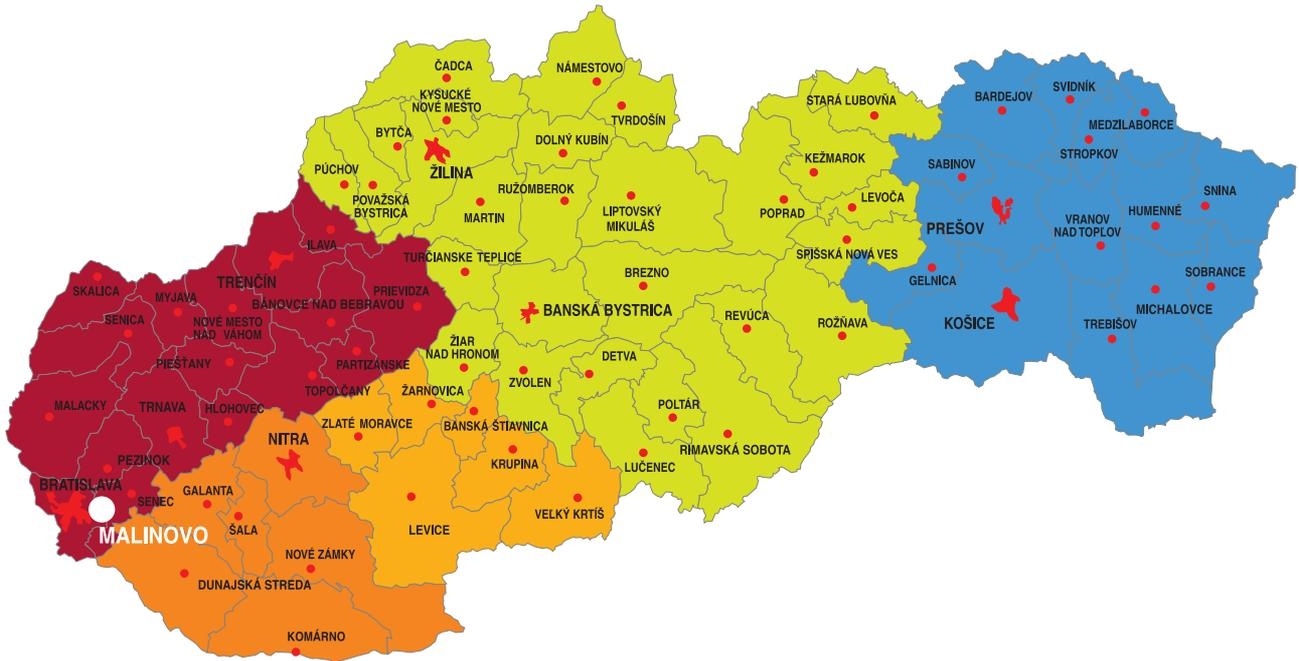 ČADCA
NÁMESTOVO
KYSUCKÉ
NOVÉ MESTO
TVRDOŠÍN
BYTČA
DOLNÝ KUBÍN
ŽILINA
PÚCHOV
POVAŽSKÁ
BYSTRICA
MARTIN
RUŽOMBEROK
LIPTOVSKÝ
MIKULÁŠ
STARÁ LUBOVŇA
KEŽMAROK
LEVOČA
POPRAD
SPIŠSKÁ NOVÁ VES
BARDEJOV
SVIDNÍK
MEDZILABORCE
STROPKOV
SABINOV
PREŠOV
SNINA
HUMENNÉ
VRANOV
NAD TOPLOV
SOBRANCE
GELNICA
KOŠICE
MICHALOVCE
TREBIŠOV
ILAVA
TRENČÍN
TURČIANSKE TEPLICE
SKALICA
MYJAVA
BÁNOVCE NAD BEBRAVOU
PRIEVIDZA
SENICA
NOVÉ MESTO
NAD VÁHOM
BREZNO
BANSKÁ BYSTRICA
REVÚCA
ROŽŇAVA
ŽIAR
NAD HRONOM
DETVA
ZVOLEN
PIEŠŤANY
PARTIZÁNSKE
TOPOLČANY
ŽARNOVICA
MALACKY
TRNAVA
HLOHOVEC
ZLATÉ MORAVCE
BANSKÁ ŠTIAVNICA
POLTÁR
NITRA
KRUPINA
LUČENEC
RIMAVSKÁ SOBOTA
PEZINOK
BRATISLAVA
SENEC
GALANTA
ŠALA
LEVICE
VEĽKÝ KRTÍŠ
MALINOVO
NOVÉ ZÁMKY
DUNAJSKÁ STREDA
KOMÁRNO